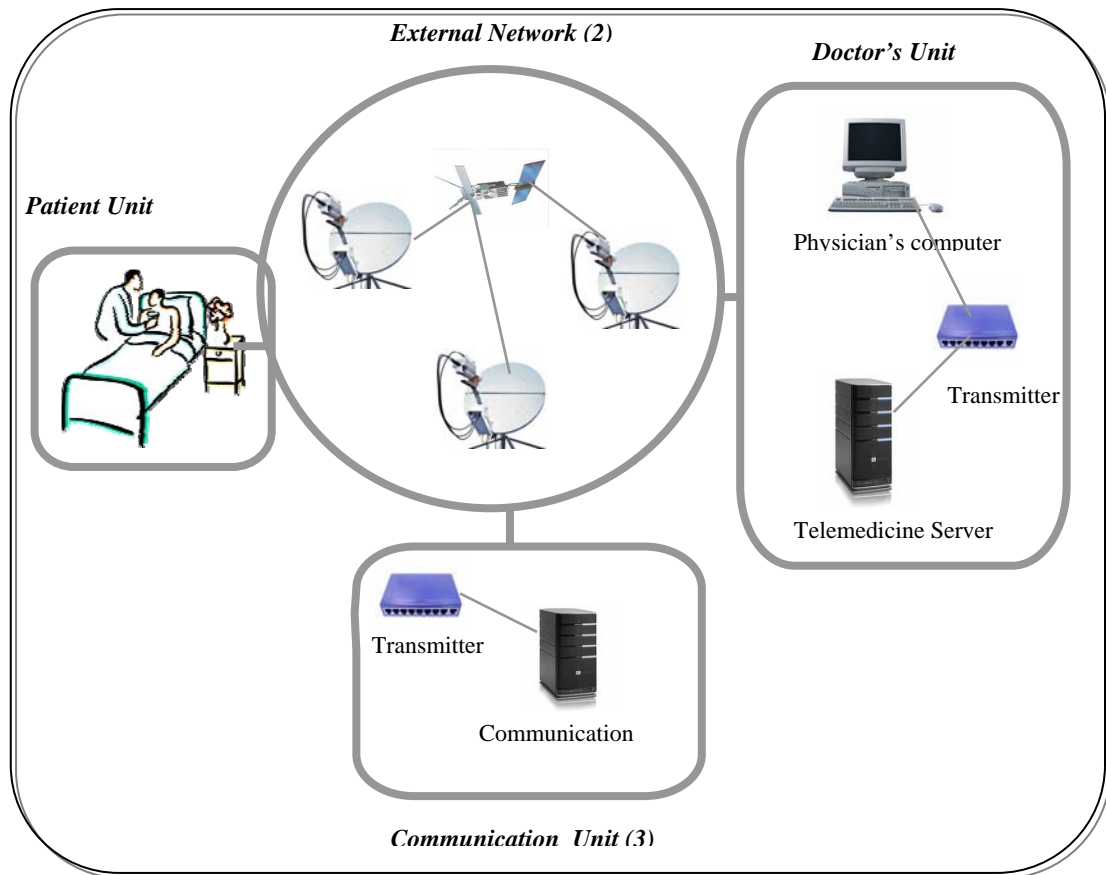 External Network (2)
Doctor's Unit
Patient Unit
Physician's computer
Transmitter
Telemedicine Server
Transmitter
Communication
Communication Unit (3)